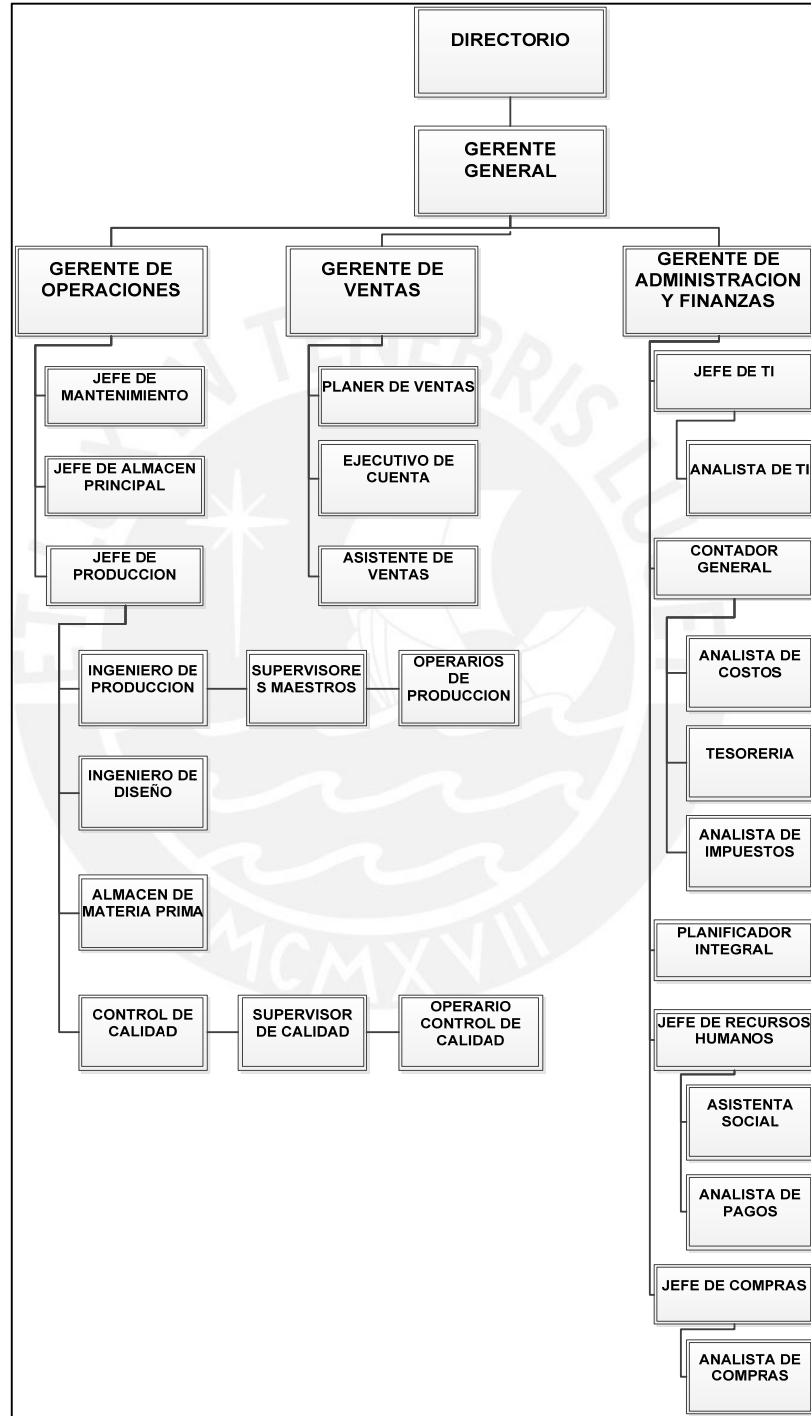 DIRECTORIO
GERENTE
GENERAL
GERENTE DE
OPERACIONES
GERENTE DE
VENTAS
GERENTE DE
ADMINISTRACION
Y FINANZAS
JEFE DE
MANTENIMIENTO
JEFE DE ALMACEN
PRINCIPAL
JEFE DE
PRODUCCION
INGENIERO DE
PRODUCCION
SUPERVISORE
S MAESTROS
OPERARIOS
DE
PRODUCCION
INGENIERO DE
DISEÑO
ALMACEN DE
MATERIA PRIMA
CONTROL DE
CALIDAD
SUPERVISOR
DE CALIDAD
OPERARIO
CONTROL DE
CALIDAD
PLANER DE VENTAS
EJECUTIVO DE
CUENTA
ASISTENTE DE
VENTAS
JEFE DE TI
ANALISTA DE TI
CONTADOR
GENERAL
ANALISTA DE
COSTOS
TESORERIA
ANALISTA DE
IMPUESTOS
PLANIFICADOR
INTEGRAL
JEFE DE RECURSOS
HUMANOS
ASISTENTA
SOCIAL
ANALISTA DE
PAGOS
JEFE DE COMPRAS
ANALISTA DE
COMPRAS
MCMXVII